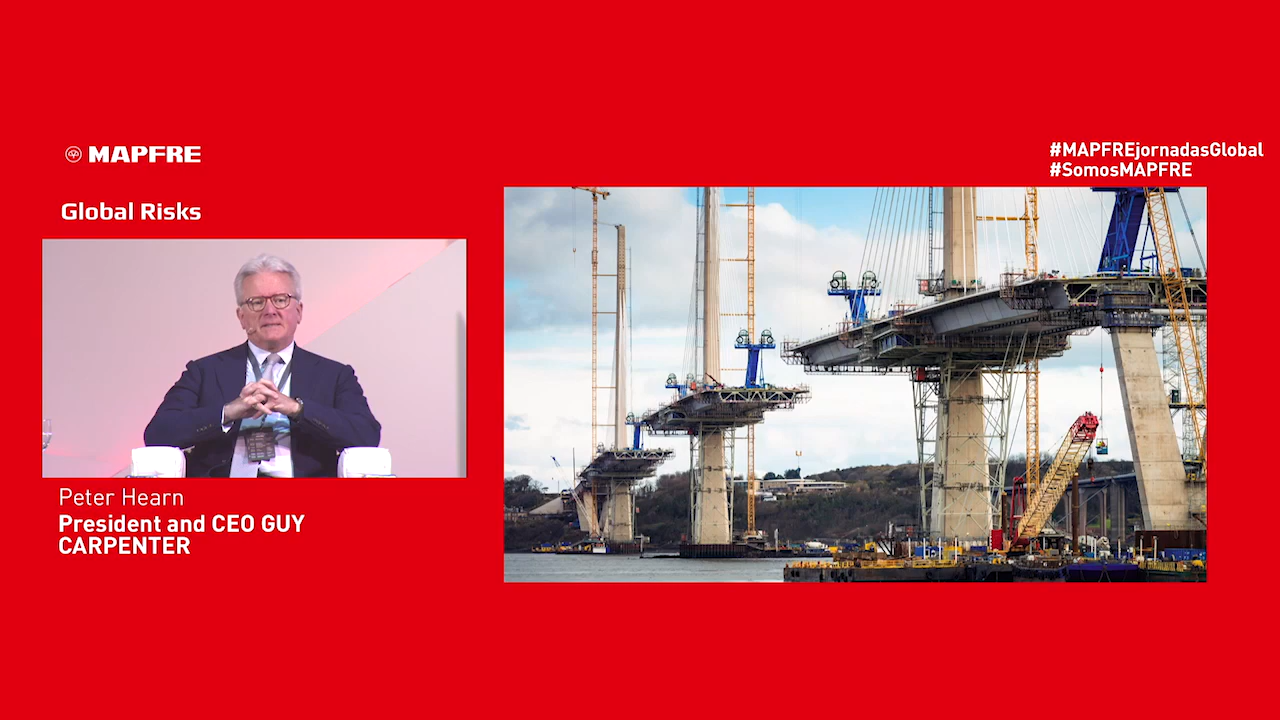 MAPFRE
#MAPFREjornadasGlobal
#SomosMAPFRE
Global Risks
Peter Hearn
President and CEO GUY
CARPENTER